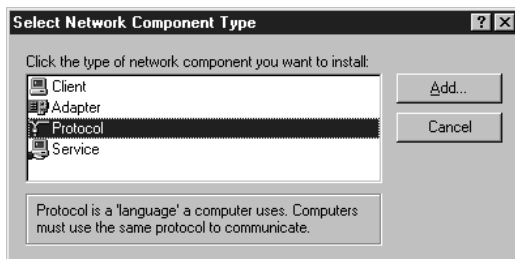 Select Network Component Type
Click the type of network component you want to install:
Client
Adapter
Protocol
Service
Add...
Cancel
Protocol is a 'language' a computer uses. Computers
must use the same protocol to communicate.